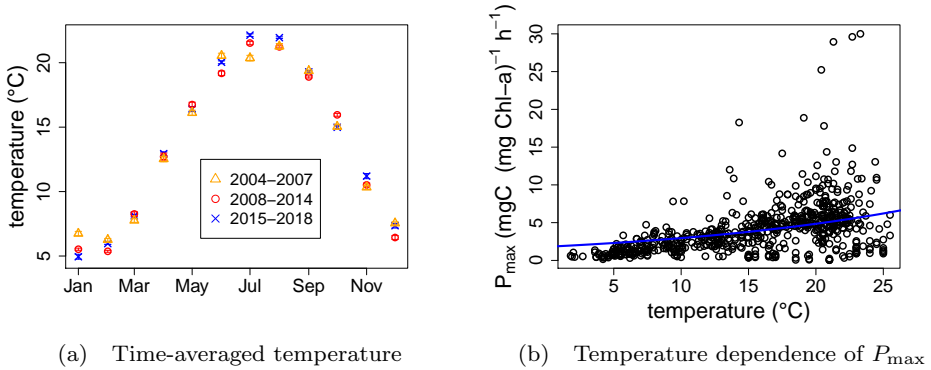 temperature (°C)
20
15
10
5
2004–2007
2008–2014
2015–2018
Jan Mar May Jul Sep Nov
(a) Time-averaged temperature
P_max (mgC (mg Chl–a)^−1 h^−1)
30
25
20
15
10
5
0
5 10 15 20 25
temperature (°C)
(b) Temperature dependence of P_max